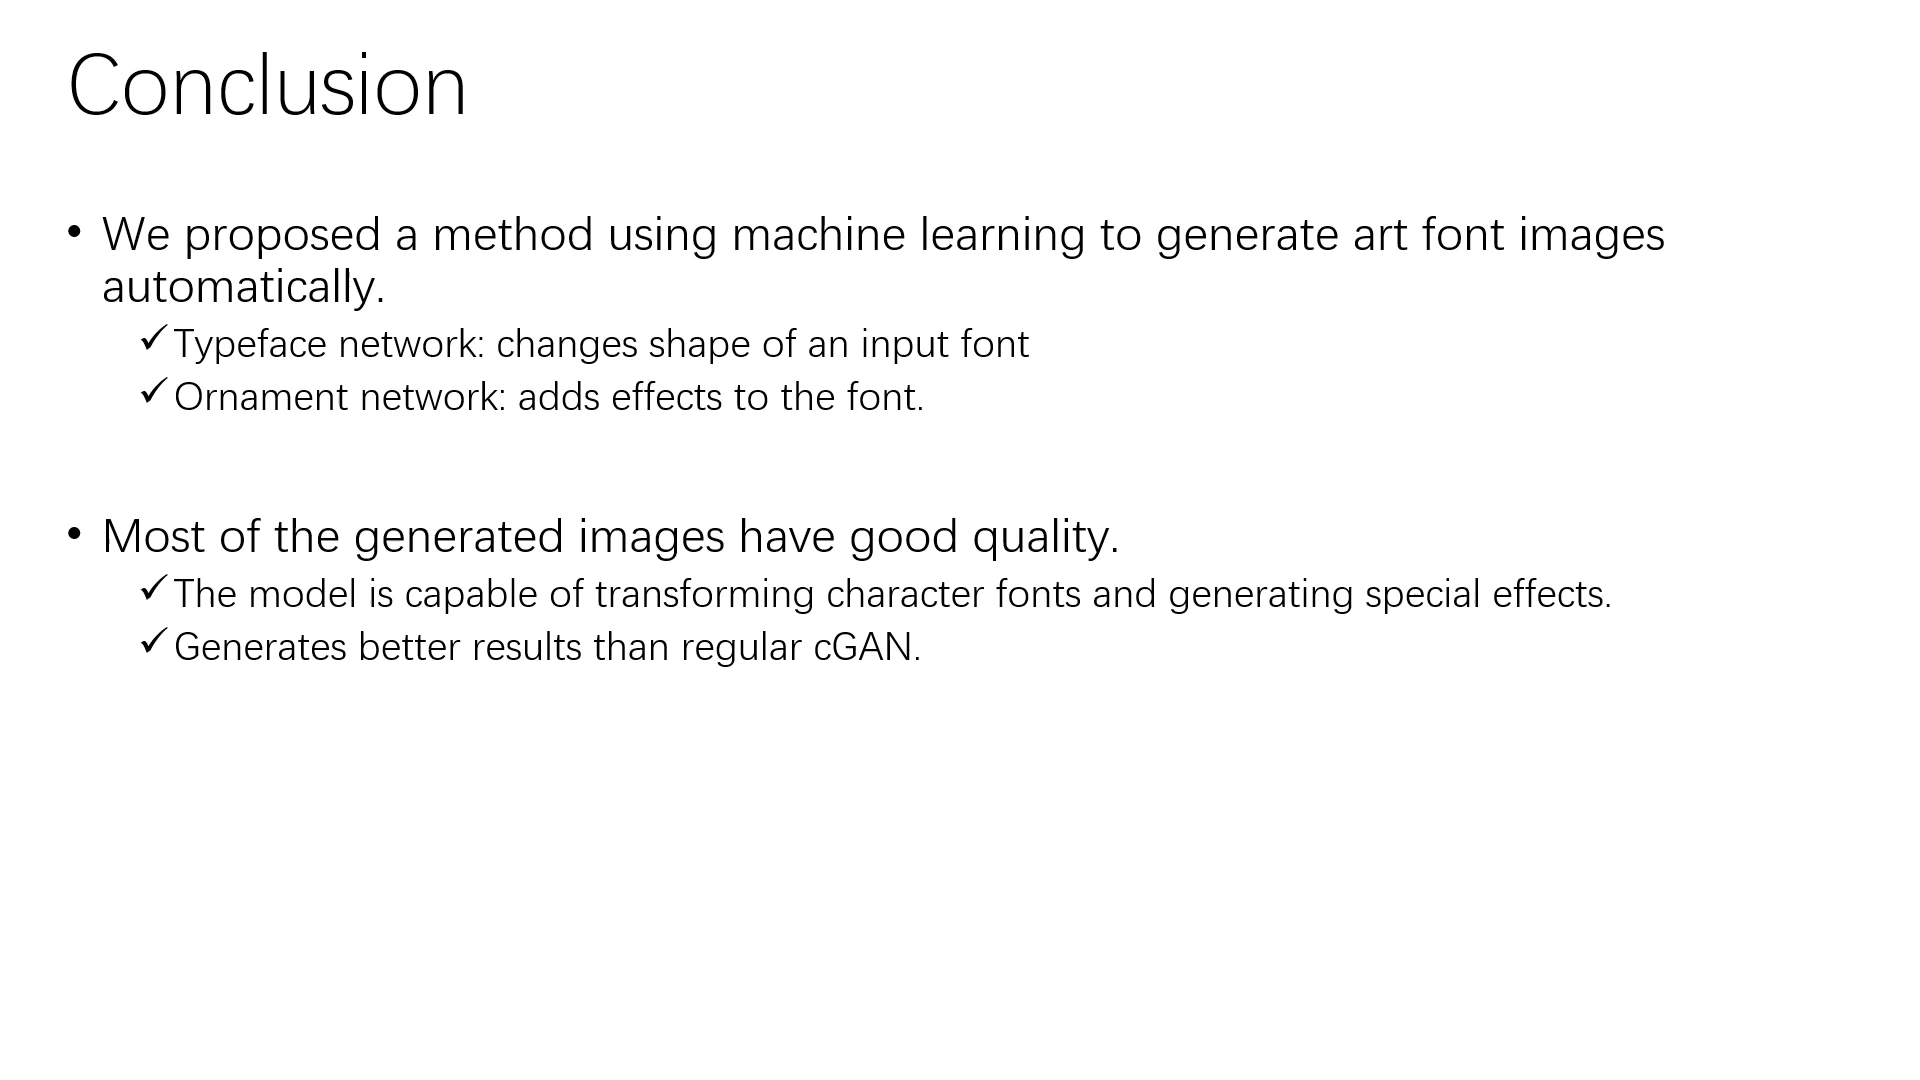 Conclusion
• We proposed a method using machine learning to generate art font images
automatically.
✓ Typeface network: changes shape of an input font
✓ Ornament network: adds effects to the font.
• Most of the generated images have good quality.
✓ The model is capable of transforming character fonts and generating special effects.
✓ Generates better results than regular cGAN.